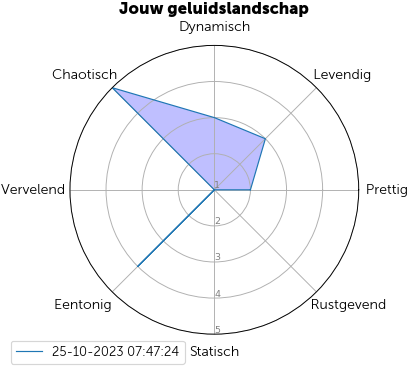 Jouw geluidslandschap
Dynamisch
Chaotisch
Levendig
Vervelend
1
Prettig
2
3
4
Eentonig
Rustgevend
5
25-10-2023 07:47:24
Statisch